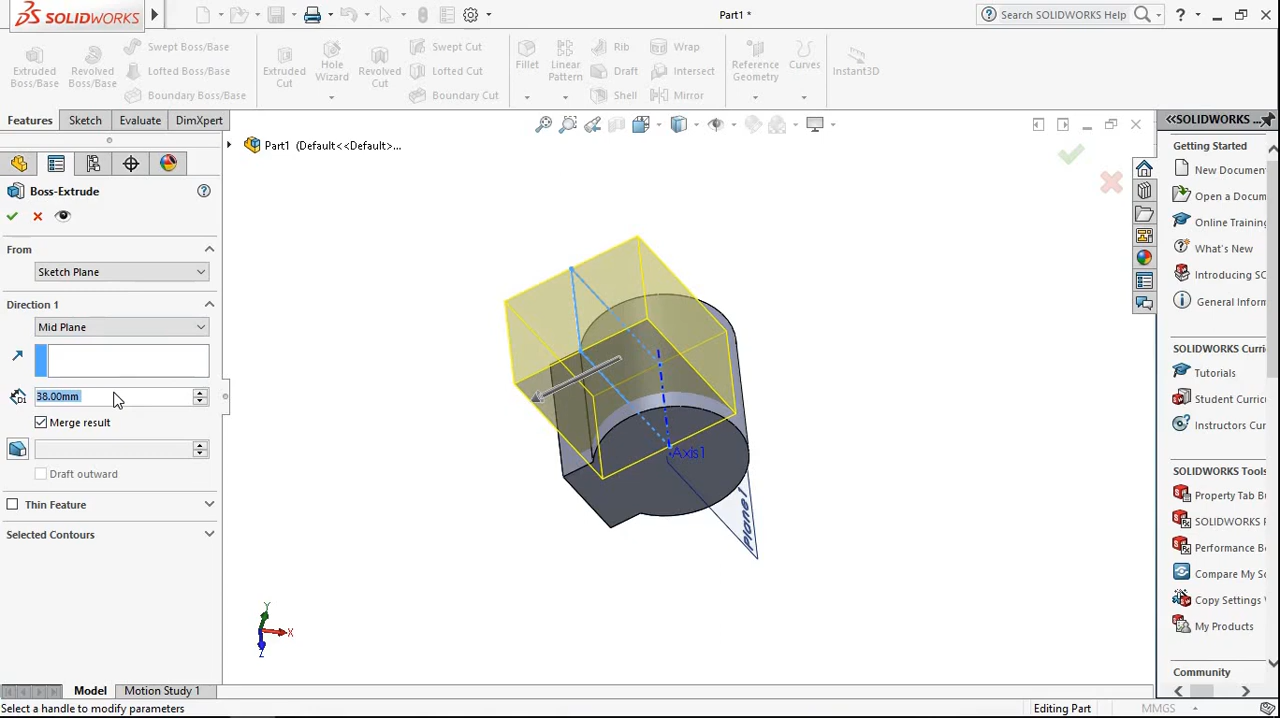 SOLIDWORKS
Part1 *
Search SOLIDWORKS Help
?
Extruded Boss/Base
Revolved Boss/Base
Swept Boss/Base
Lofted Boss/Base
Boundary Boss/Base
Extruded Cut
Hole Wizard
Revolved Cut
Swept Cut
Lofted Cut
Boundary Cut
Fillet
Linear Pattern
Rib
Draft
Shell
Wrap
Intersect
Mirror
Reference Geometry
Curves
Instant3D
Features
Sketch
Evaluate
DimXpert
Part1 (Default<<Default>...
Boss-Extrude
?
From
Sketch Plane
Direction 1
Mid Plane
38.00mm
Merge result
Draft outward
Thin Feature
Selected Contours
Axis1
Plane1
Y
X
Z
«SOLIDWORKS ...
Getting Started
New Documen
Open a Docum
Online Training
What's New
Introducing SC
General Inform
SOLIDWORKS Curric
Tutorials
Student Curric
Instructors Cur
SOLIDWORKS Tools
Property Tab Bu
SOLIDWORKS R
Performance Be
Compare My Sc
Copy Settings W
My Products
Community
Model
Motion Study 1
Select a handle to modify parameters
Editing Part
MMGS